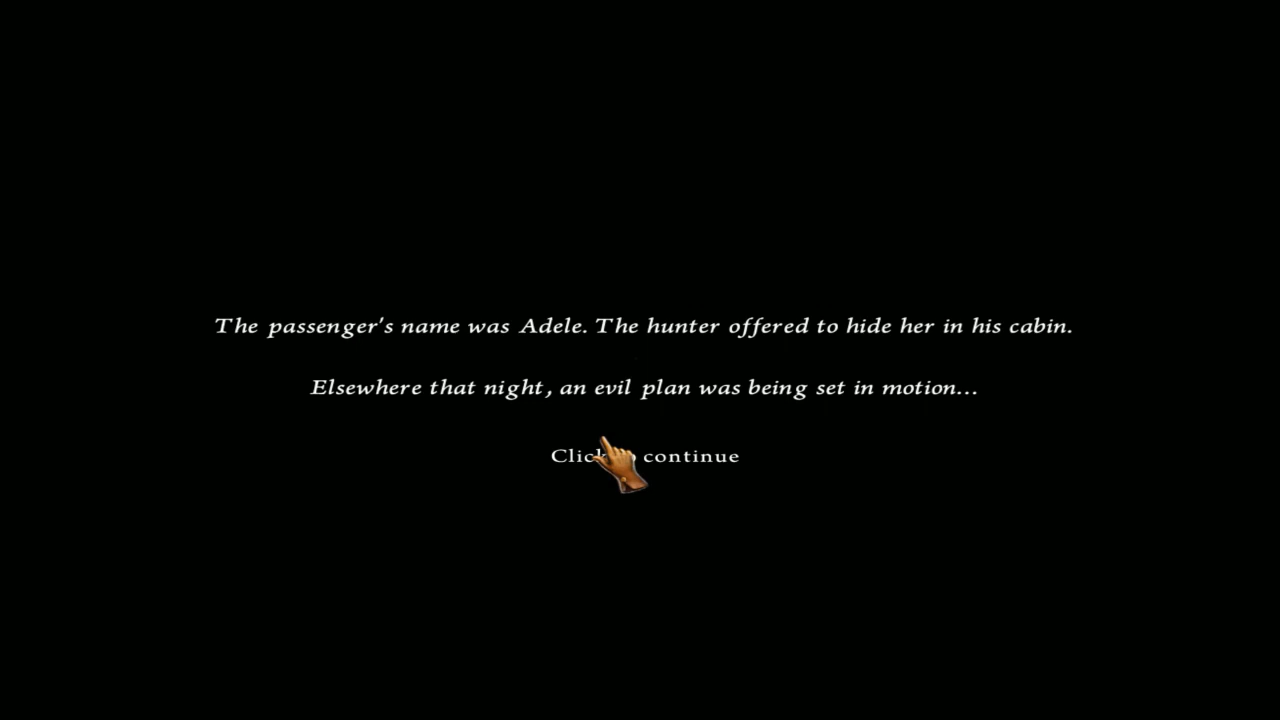 The passenger's name was Adele. The hunter offered to hide her in his cabin.
Elsewhere that night, an evil plan was being set in motion...
Click continue